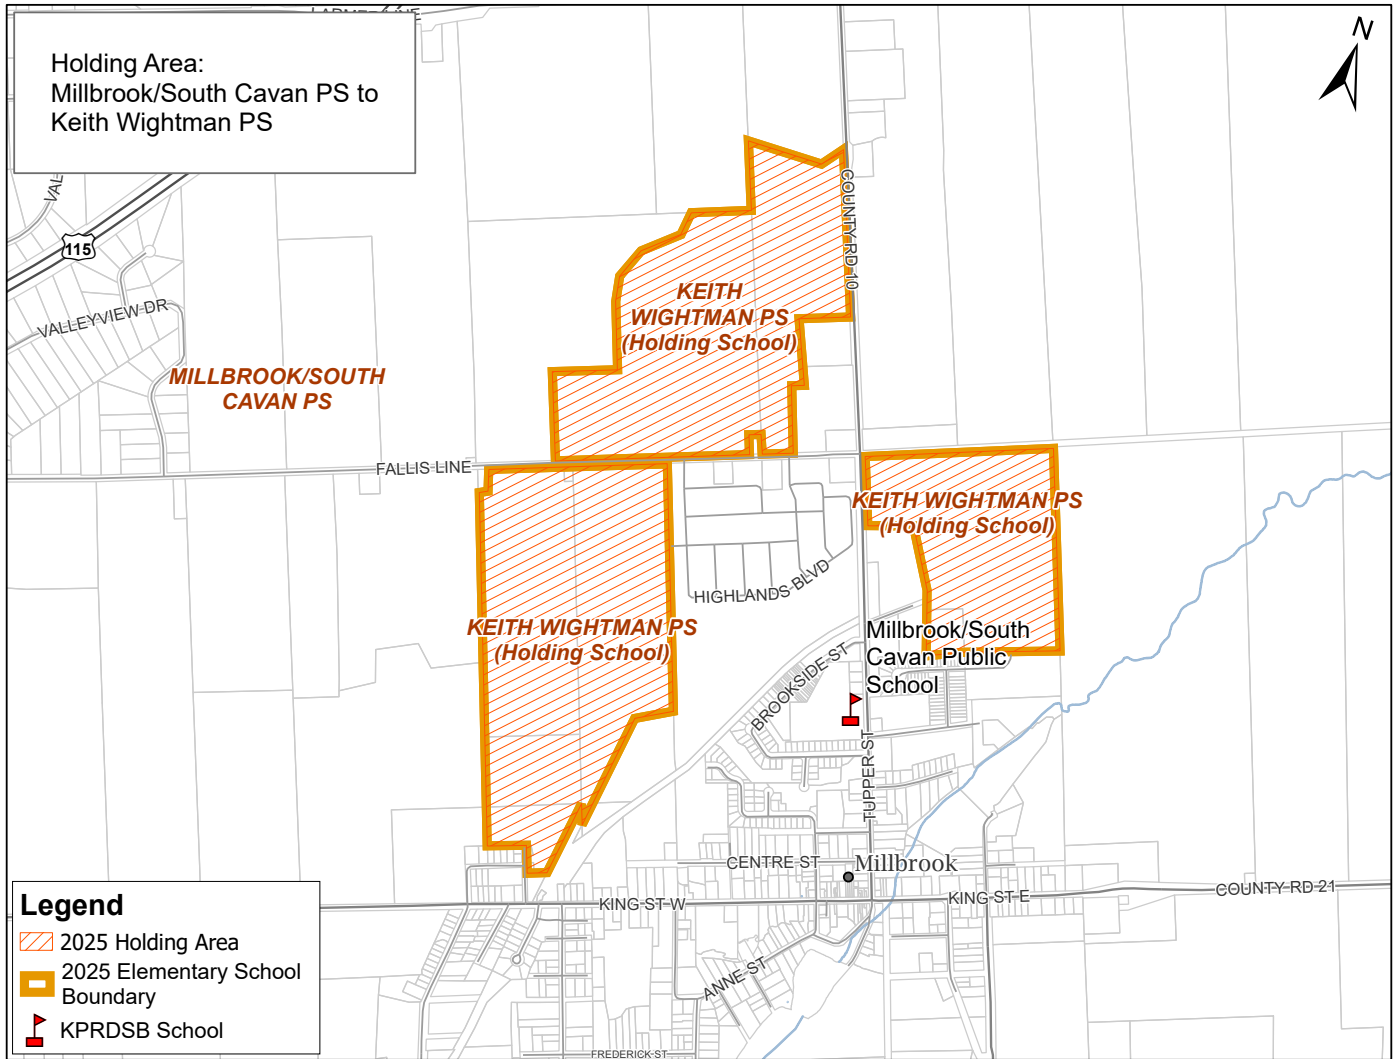 LARMER LINE
N
Holding Area:
Millbrook/South Cavan PS to
Keith Wightman PS
VAL
115
COUNTY RD 10
VALLEYVIEW DR
KEITH
WIGHTMAN PS
(Holding School)
MILLBROOK/SOUTH
CAVAN PS
FALLIS LINE
KEITH WIGHTMAN PS
(Holding School)
HIGHLANDS BLVD
KEITH WIGHTMAN PS
(Holding School)
Millbrook/South
Cavan Public
School
BROOKSIDE ST
TUPPER ST
CENTRE ST
Millbrook
KING ST W
KING ST E
COUNTY RD 21
ANNE ST
FREDERICK ST
Legend
2025 Holding Area
2025 Elementary School
Boundary
KPRDSB School